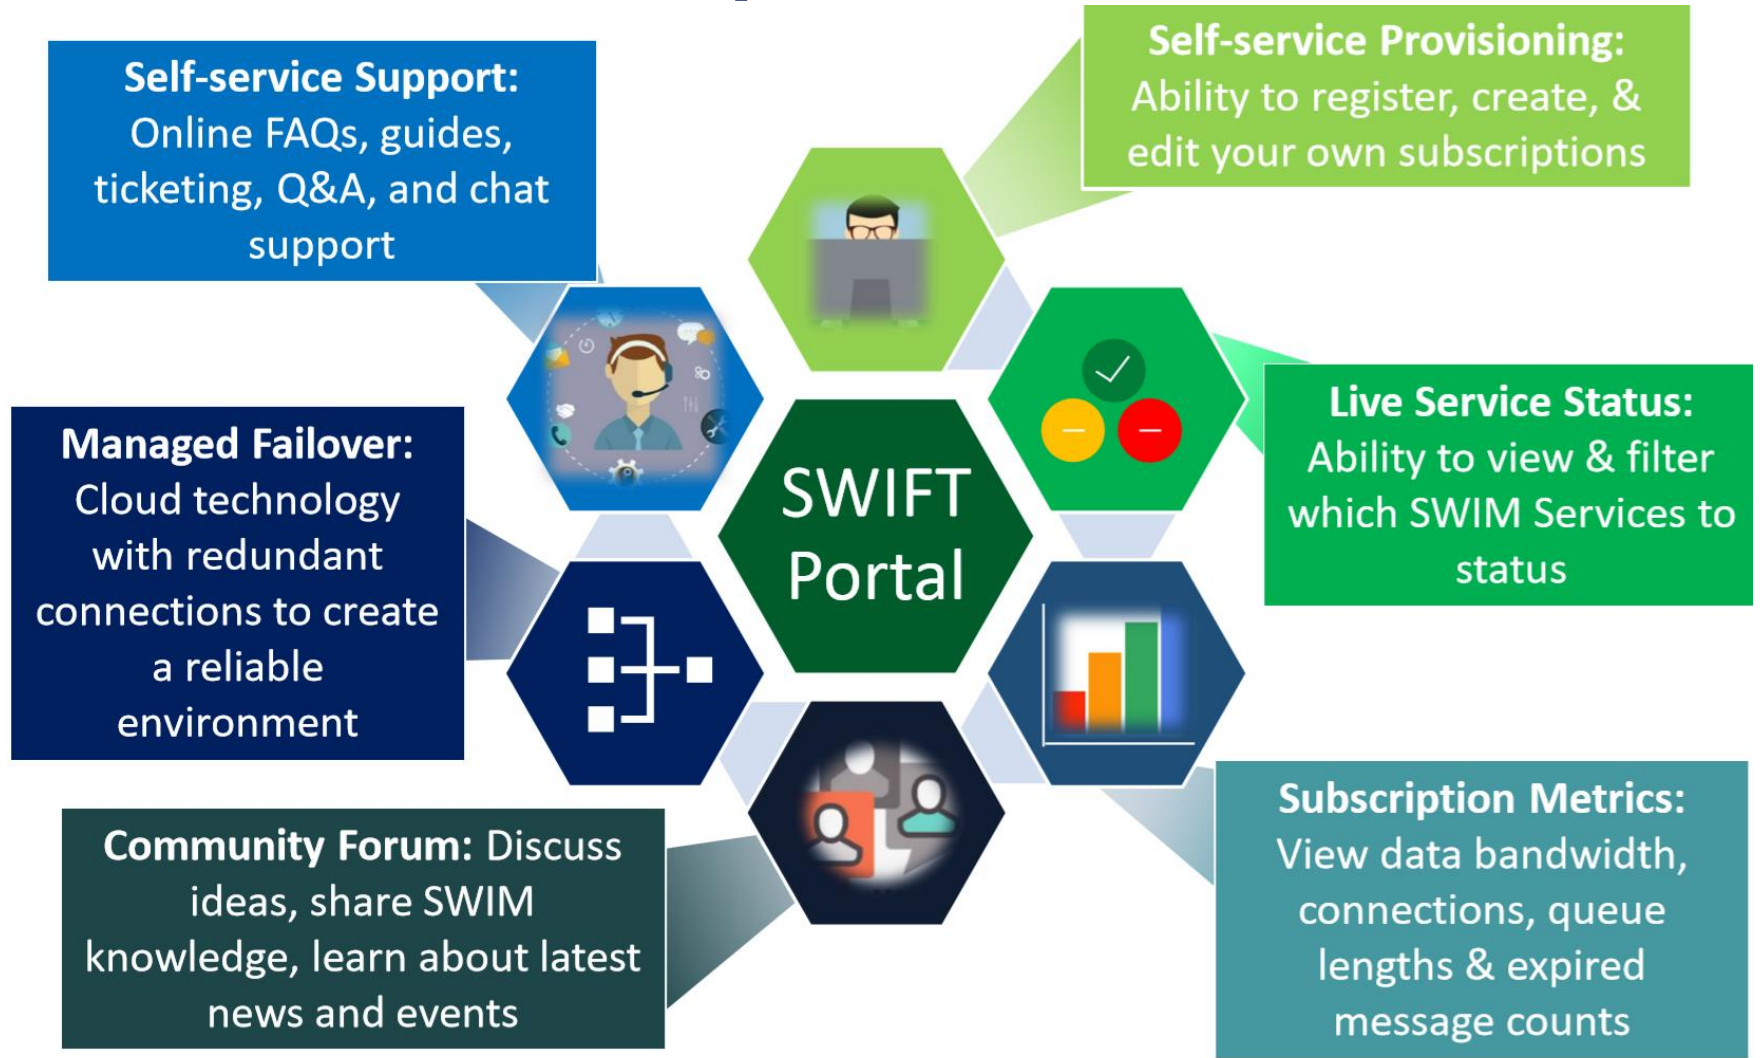 Self-service Support:
Online FAQs, guides,
ticketing, Q&A, and chat
support
Self-service Provisioning:
Ability to register, create, &
edit your own subscriptions
Managed Failover:
Cloud technology
with redundant
connections to create
a reliable
environment
SWIFT
Portal
Live Service Status:
Ability to view & filter
which SWIM Services to
status
Community Forum: Discuss
ideas, share SWIM
knowledge, learn about latest
news and events
Subscription Metrics:
View data bandwidth,
connections, queue
lengths & expired
message counts